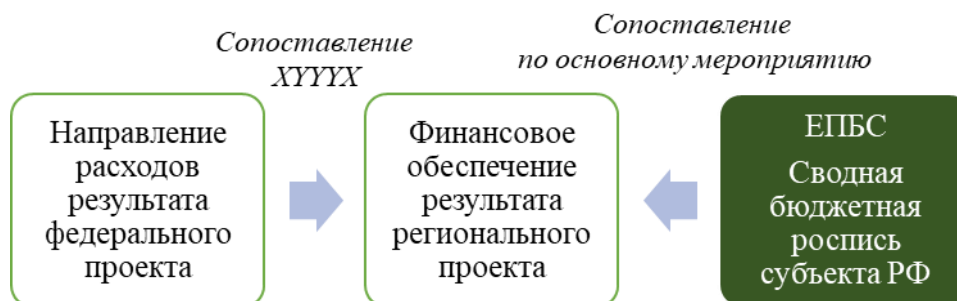 Сопоставление
XYYYX
Сопоставление
по основному мероприятию
Направление
расходов
результата
федерального
проекта
Финансовое
обеспечение
результата
регионального
проекта
ЕПБС
Сводная
бюджетная
роспись
субъекта РФ